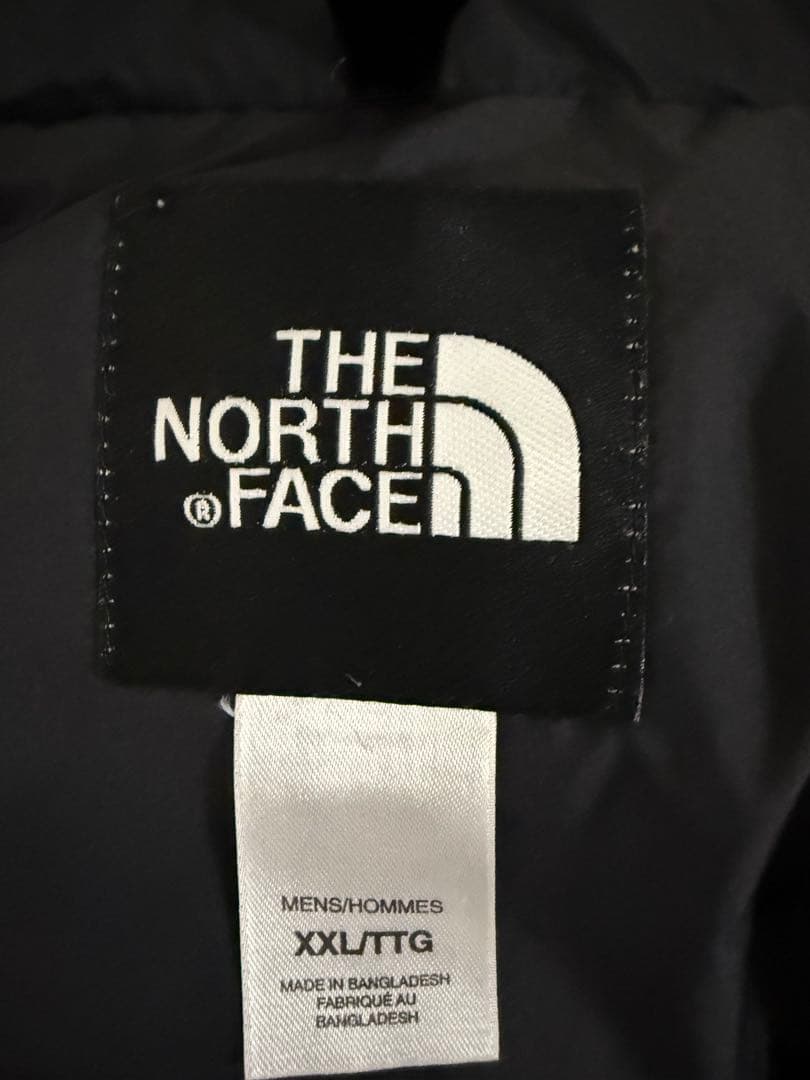 THE
NORTH
®FACE
MENS/HOMMES
XXL/TTG
MADE IN BANGLADESH
FABRIQUÉ AU
BANGLADESH